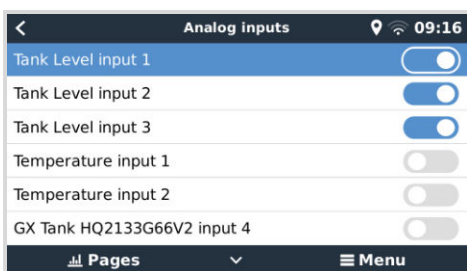 Analog inputs 09:16
Tank Level input 1
Tank Level input 2
Tank Level input 3
Temperature input 1
Temperature input 2
GX Tank HQ2133G66V2 input 4
Pages Menu